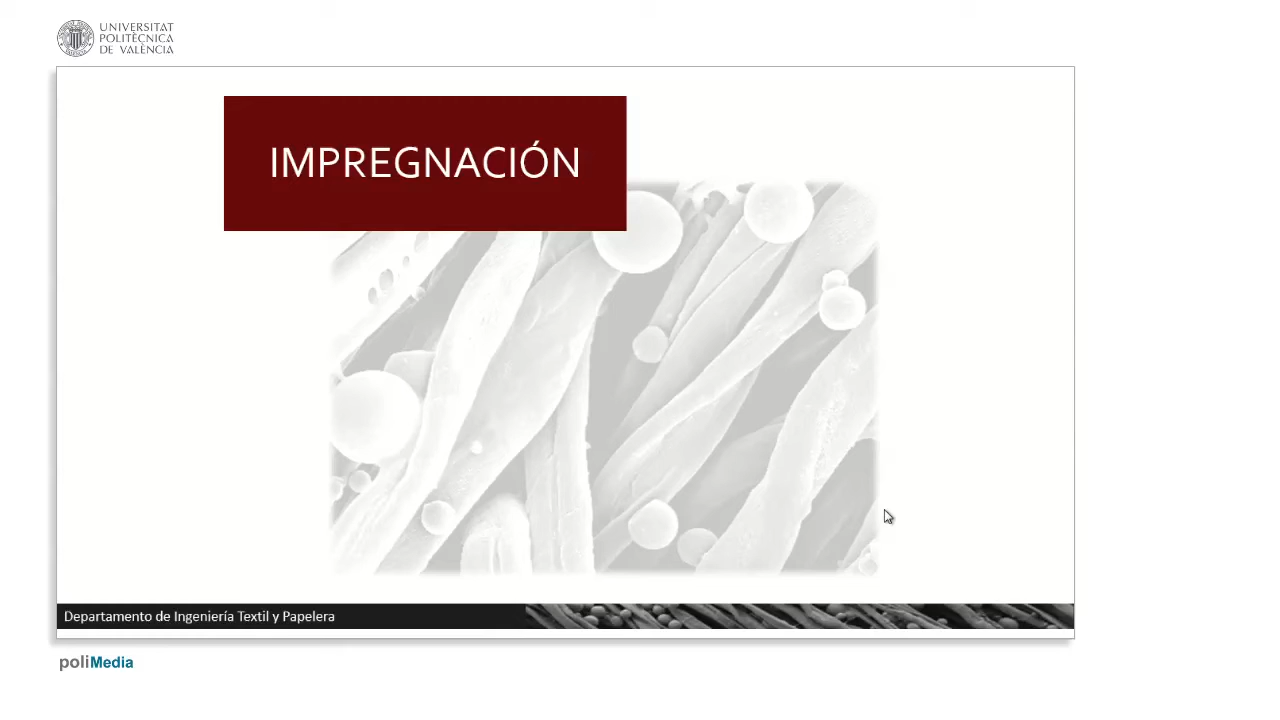 UNIVERSITAT
POLITÈCNICA
DE VALÈNCIA
IMPREGNACIÓN
Departamento de Ingeniería Textil y Papelera
poliMedia